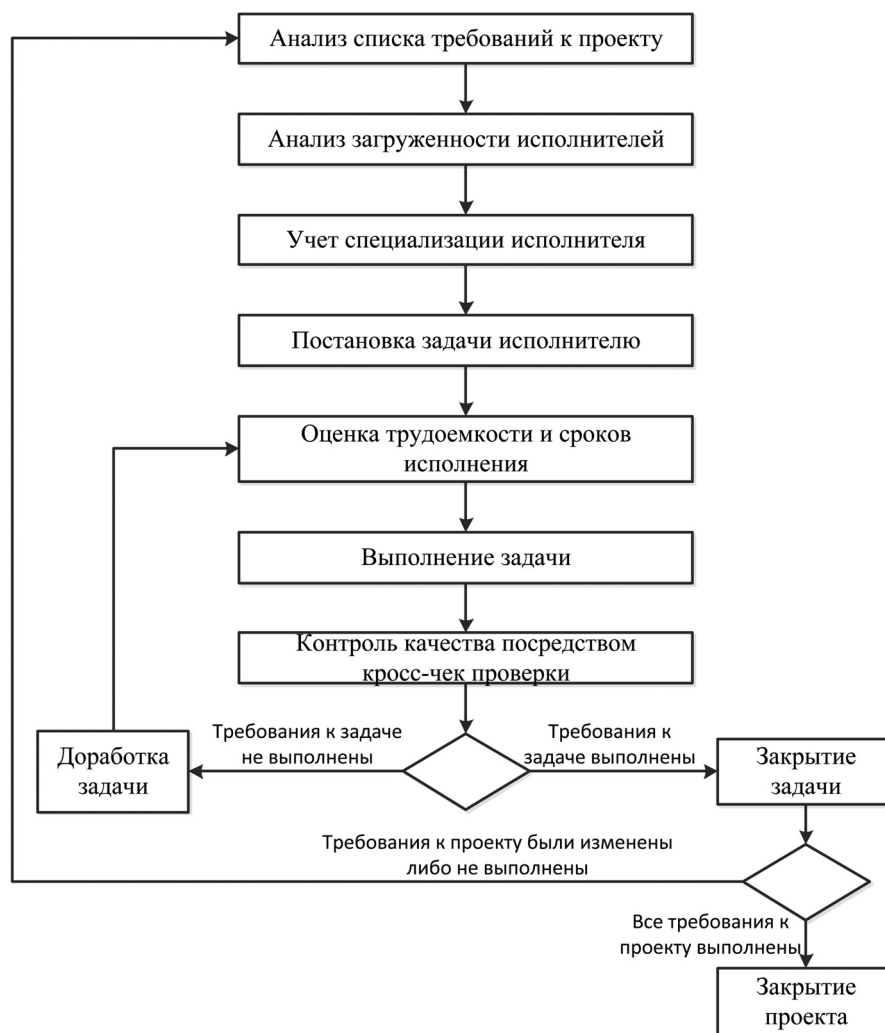 Анализ списка требований к проекту
Анализ загруженности исполнителей
Учет специализации исполнителя
Постановка задачи исполнителю
Оценка трудоемкости и сроков
исполнения
Выполнение задачи
Контроль качества посредством
кросс-чек проверки
Требования к задаче
не выполнены
Требования к
задаче выполнены
Доработка
задачи
Закрытие
задачи
Требования к проекту были изменены
либо не выполнены
Все требования к
проекту выполнены
Закрытие
проекта